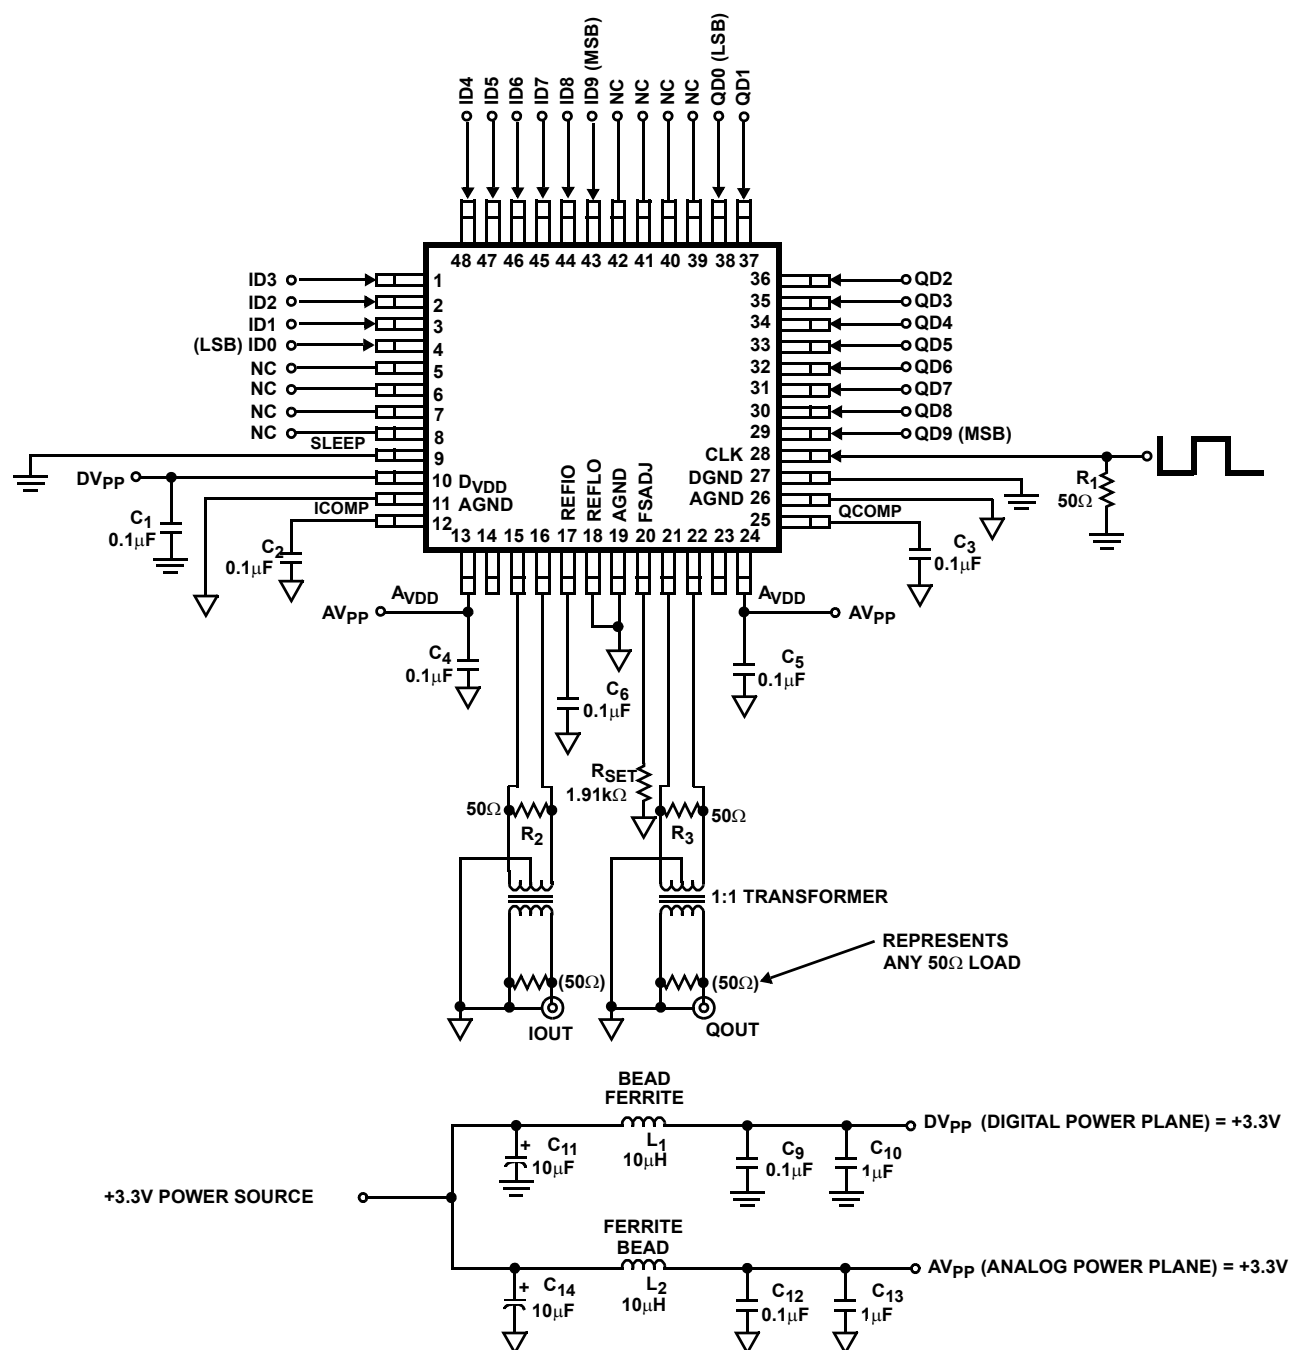 ID4
ID5
ID6
ID7
ID8
ID9 (MSB)
NC
NC
NC
NC
QD0 (LSB)
QD1
48 47 46 45 44 43 42 41 40 39 38 37
ID3
ID2
ID1
(LSB) ID0
NC
NC
NC
NC
SLEEP
DVPP
ICOMP
1
2
3
4
5
6
7
8
9
10 DVDD
11 AGND
12
13 14 15 16 17 18 19 20 21 22 23 24
REFIO
REFLO
AGND
FSADJ
36
35
34
33
32
31
30
29
CLK 28
DGND 27
AGND 26
25
QD2
QD3
QD4
QD5
QD6
QD7
QD8
QD9 (MSB)
QCOMP
R1
50Ω
C1
0.1µF
C2
0.1µF
C3
0.1µF
AVDD
AVPP
AVDD
AVPP
C4
0.1µF
C6
0.1µF
C5
0.1µF
RSET
1.91kΩ
50Ω
R2
R3
50Ω
1:1 TRANSFORMER
REPRESENTS
ANY 50Ω LOAD
(50Ω)
(50Ω)
IOUT
QOUT
BEAD
FERRITE
+ C11
10µF
L1
10µH
C9
0.1µF
C10
1µF
DVPP (DIGITAL POWER PLANE) = +3.3V
+3.3V POWER SOURCE
FERRITE
BEAD
+ C14
10µF
L2
10µH
C12
0.1µF
C13
1µF
AVPP (ANALOG POWER PLANE) = +3.3V